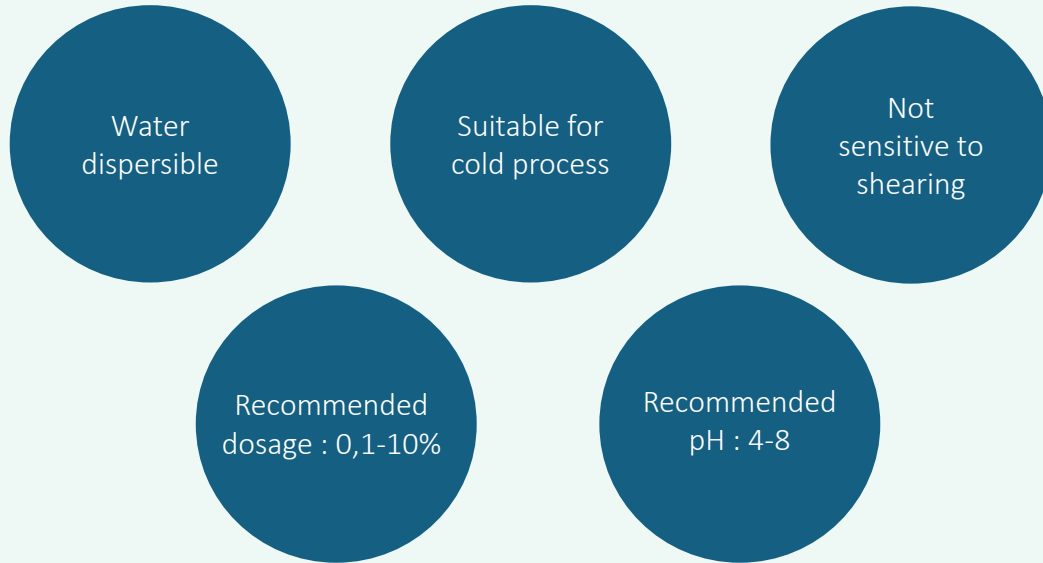 Water
dispersible
Suitable for
cold process
Not
sensitive to
shearing
Recommended
dosage : 0,1-10%
Recommended
pH : 4-8